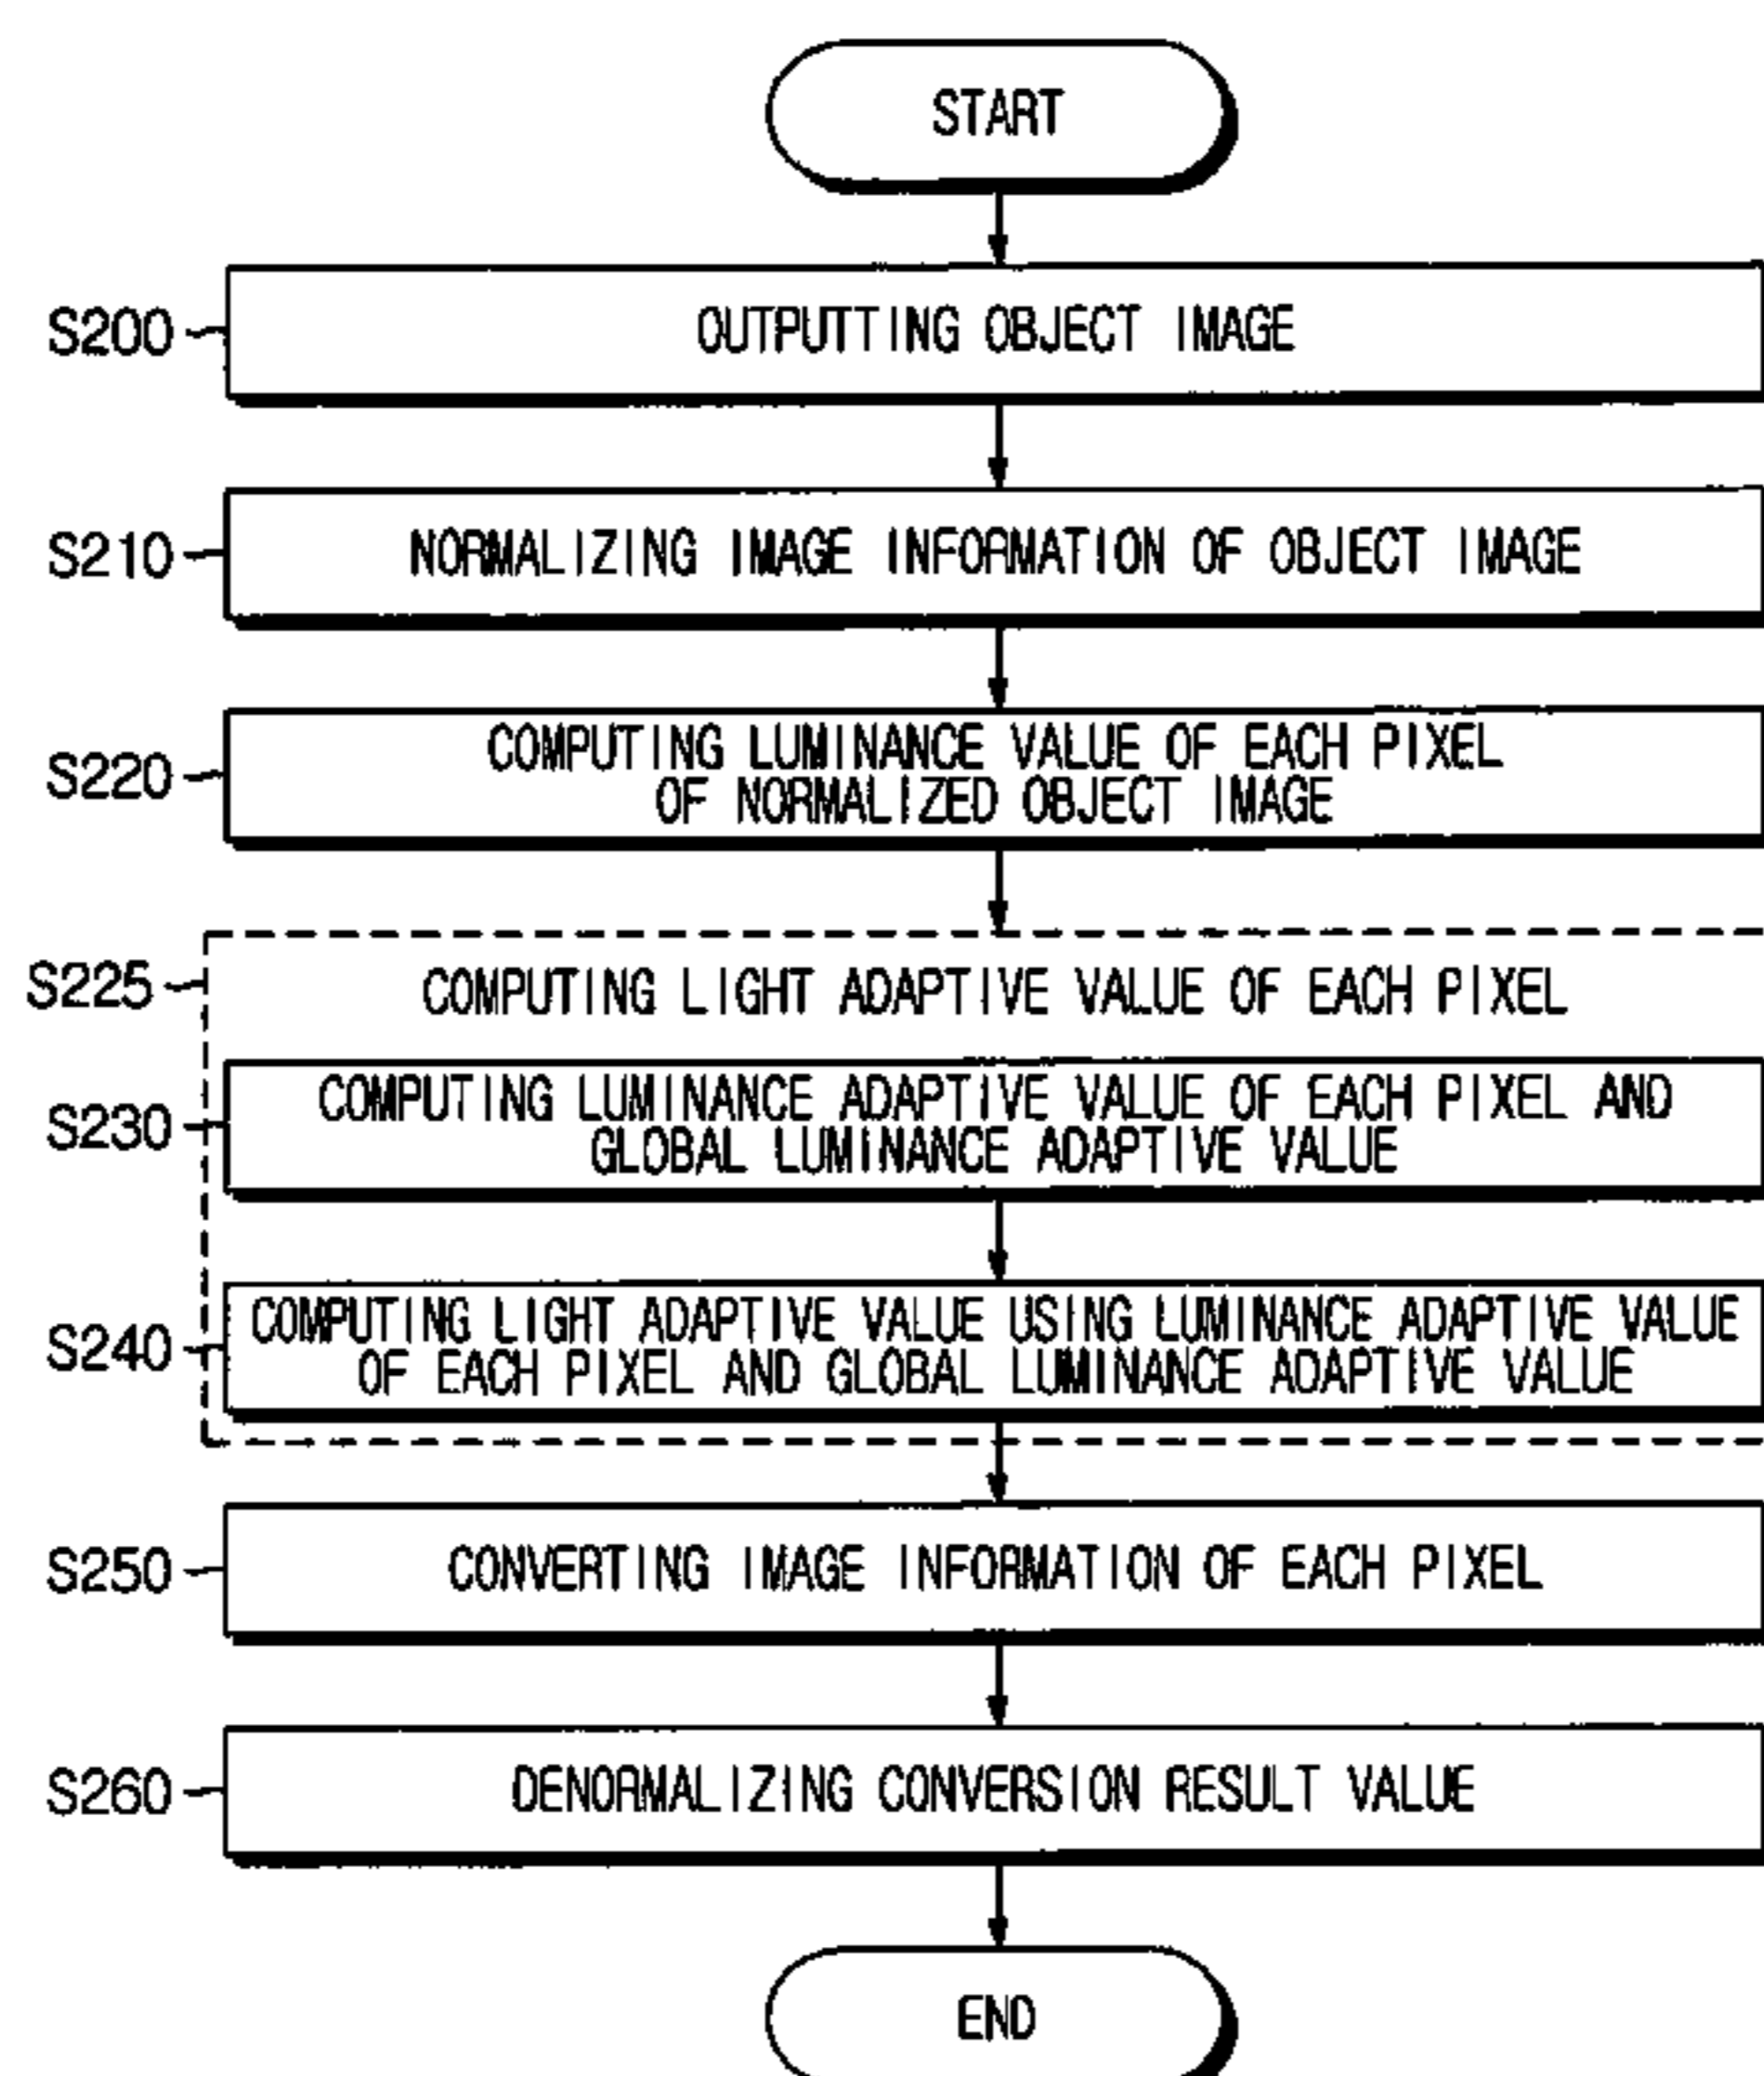 START
S200
OUTPUTTING OBJECT IMAGE
S210
NORMALIZING IMAGE INFORMATION OF OBJECT IMAGE
S220
COMPUTING LUMINANCE VALUE OF EACH PIXEL
OF NORMALIZED OBJECT IMAGE
S225
COMPUTING LIGHT ADAPTIVE VALUE OF EACH PIXEL
S230
COMPUTING LUMINANCE ADAPTIVE VALUE OF EACH PIXEL AND
GLOBAL LUMINANCE ADAPTIVE VALUE
S240
COMPUTING LIGHT ADAPTIVE VALUE USING LUMINANCE ADAPTIVE VALUE
OF EACH PIXEL AND GLOBAL LUMINANCE ADAPTIVE VALUE
S250
CONVERTING IMAGE INFORMATION OF EACH PIXEL
S260
DENORMALIZING CONVERSION RESULT VALUE
END